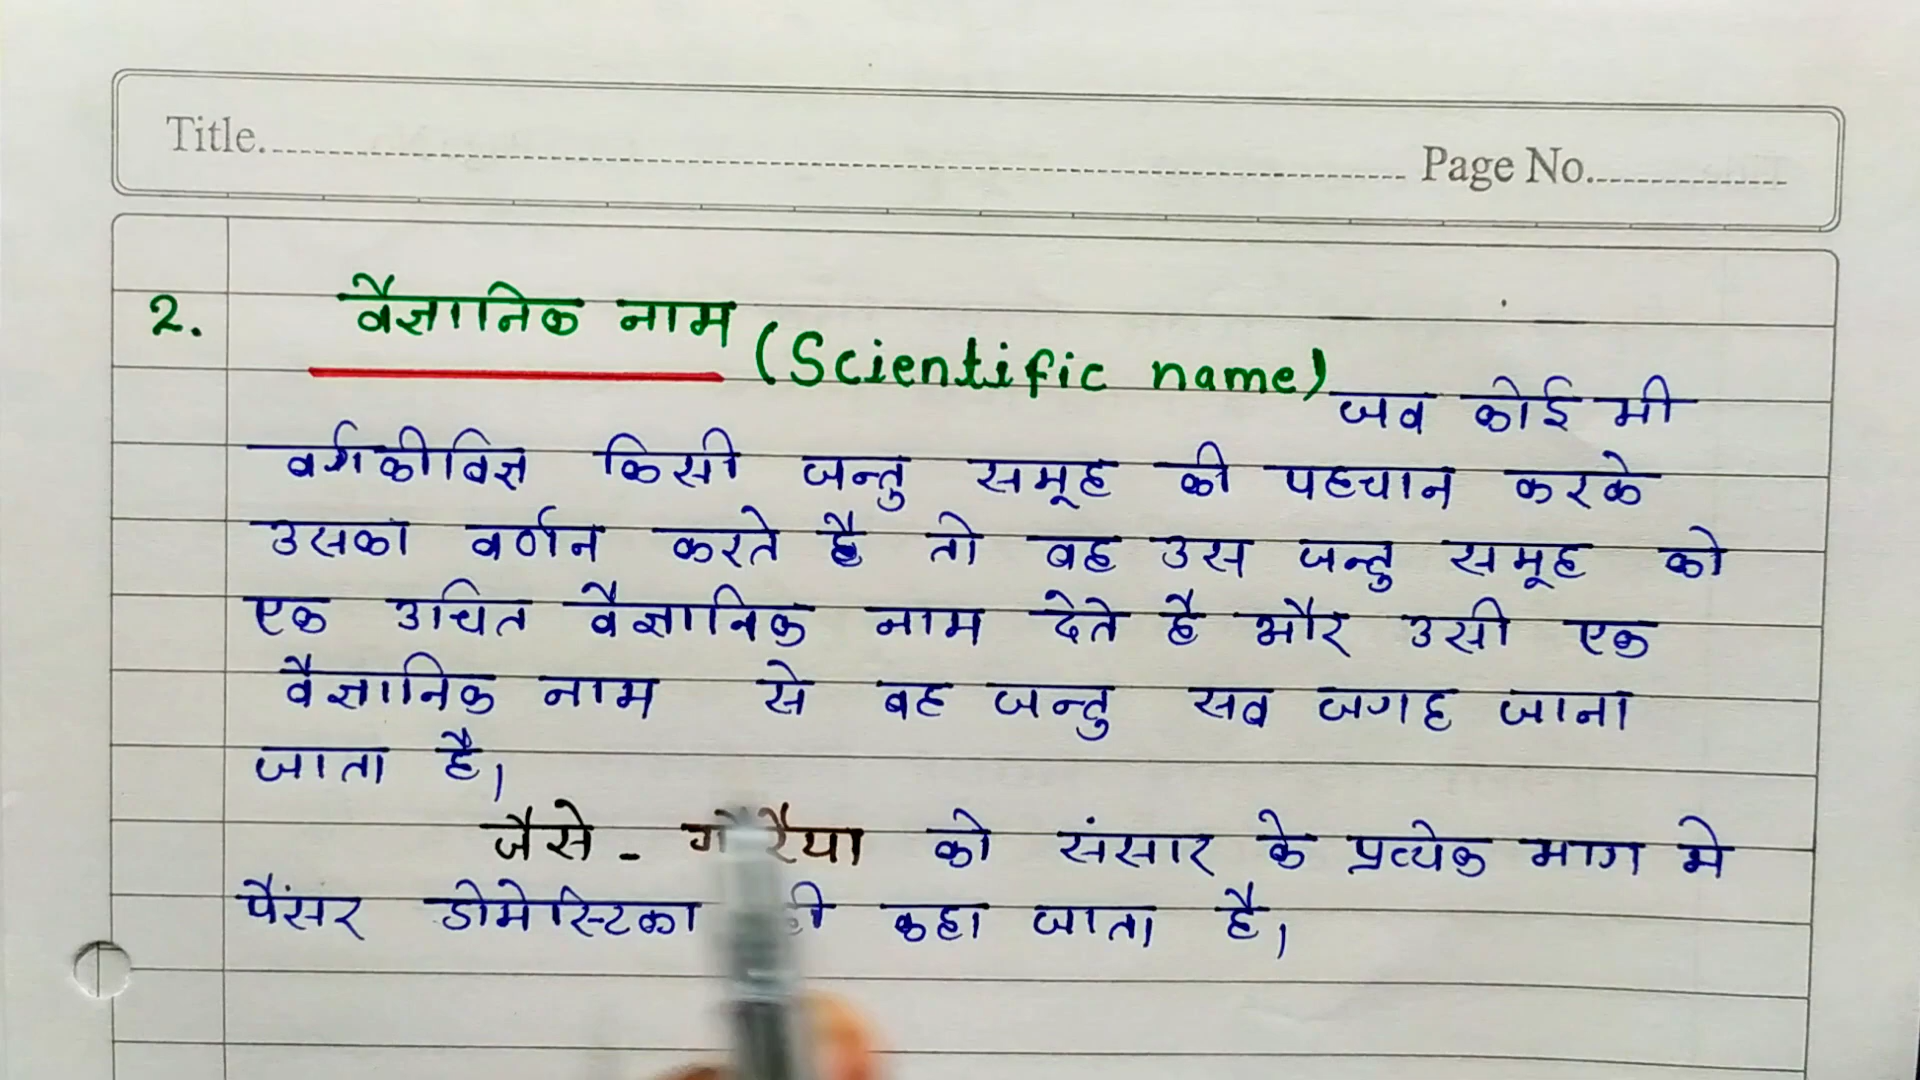 Title.
Page No.
2. वैज्ञानिक नाम (Scientific name) जब कोई भी
वर्गकीविज्ञ किसी जन्तु समूह की पहचान करके
उसका वर्णन करते है तो वह उस जन्तु समूह को
एक उचित वैज्ञानिक नाम देते है और उसी एक
वैज्ञानिक नाम से वह जन्तु सब जगह जाना
जाता है।
जैसे - गौरैया को संसार के प्रत्येक भाग मे
पैंसर डोमेस्टिका ही कहा जाता है।